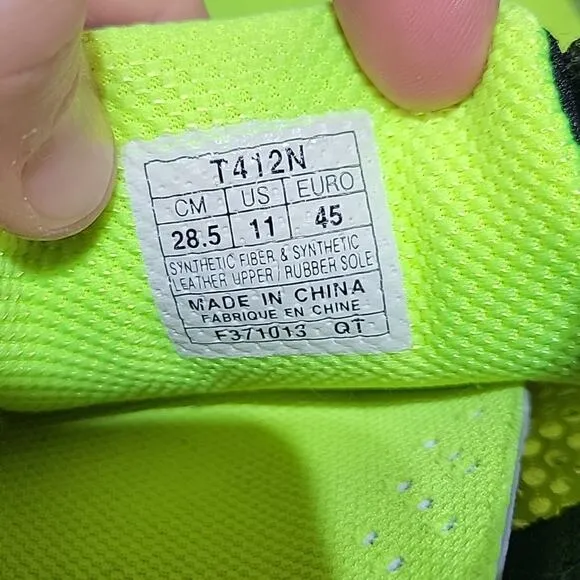 T412N
CM US EURO
28.5 11 45
SYNTHETIC FIBER & SYNTHETIC
LEATHER UPPER / RUBBER SOLE
MADE IN CHINA
FABRIQUE EN CHINE
F371013 QT